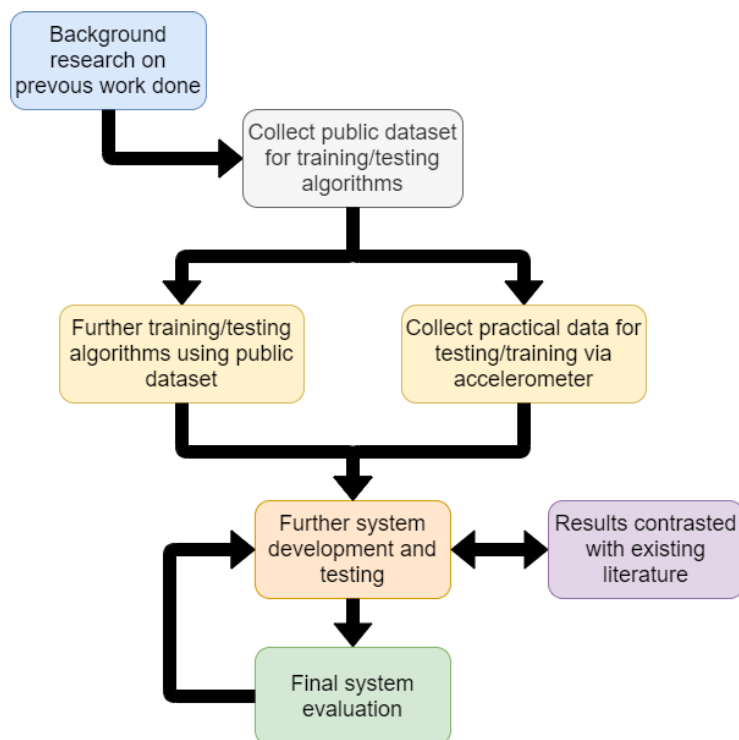 Background
research on
prevous work done
Collect public dataset
for training/testing
algorithms
Further training/testing
algorithms using public
dataset
Collect practical data for
testing/training via
accelerometer
Further system
development and
testing
Results contrasted
with existing
literature
Final system
evaluation